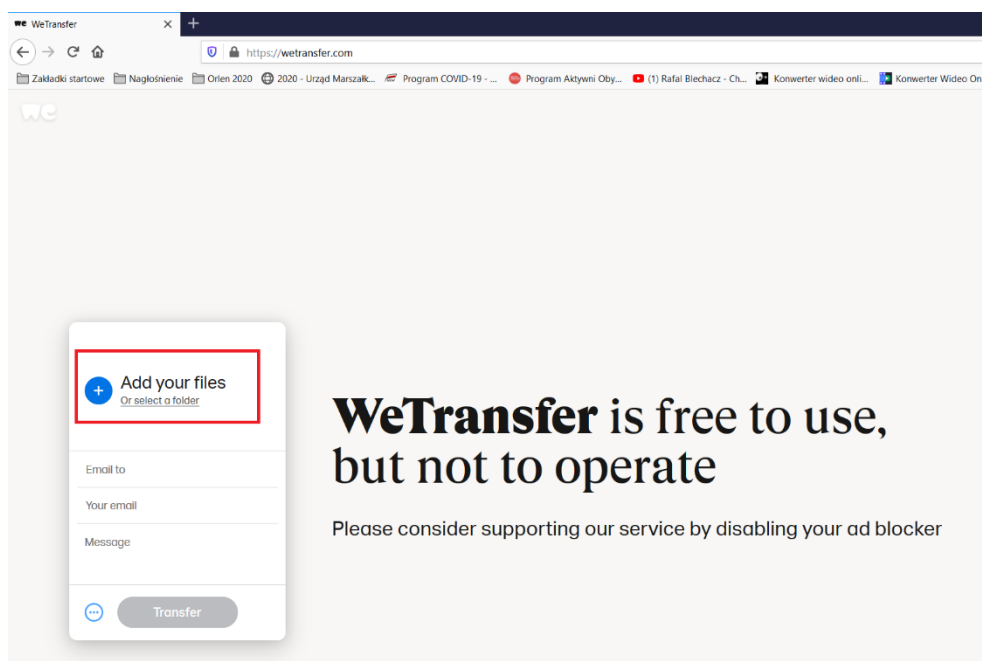 we WeTransfer
https://wetransfer.com
Zakładki startowe Nagłośnienie Orlen 2020 2020 - Urząd Marszałk... Program COVID-19 - ... Program Aktywni Oby... (1) Rafal Blechacz - Ch... Konwerter wideo onli... Konwerter Wideo On
we
Add your files
Or select a folder
WeTransfer is free to use,
but not to operate
Email to
Your email
Please consider supporting our service by disabling your ad blocker
Message
Transfer